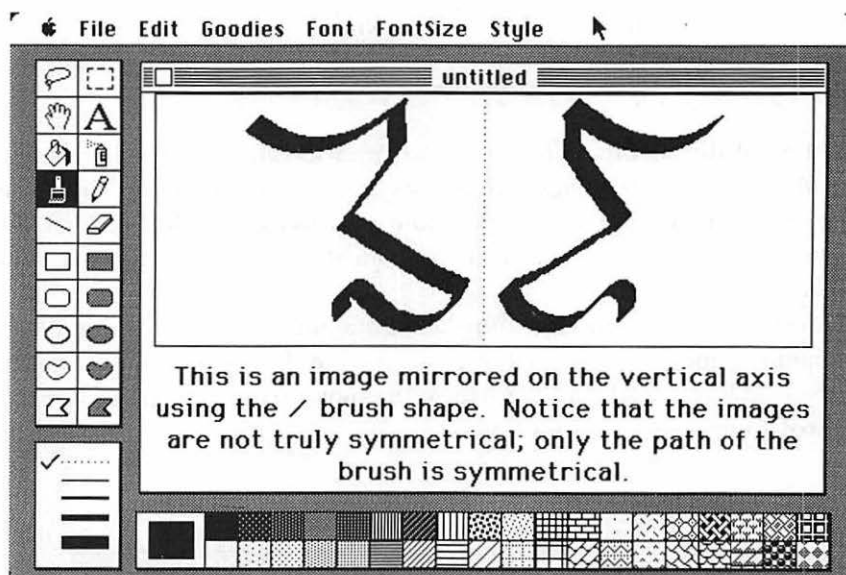 File Edit Goodies Font FontSize Style
untitled
A
This is an image mirrored on the vertical axis
using the / brush shape. Notice that the images
are not truly symmetrical; only the path of the
brush is symmetrical.